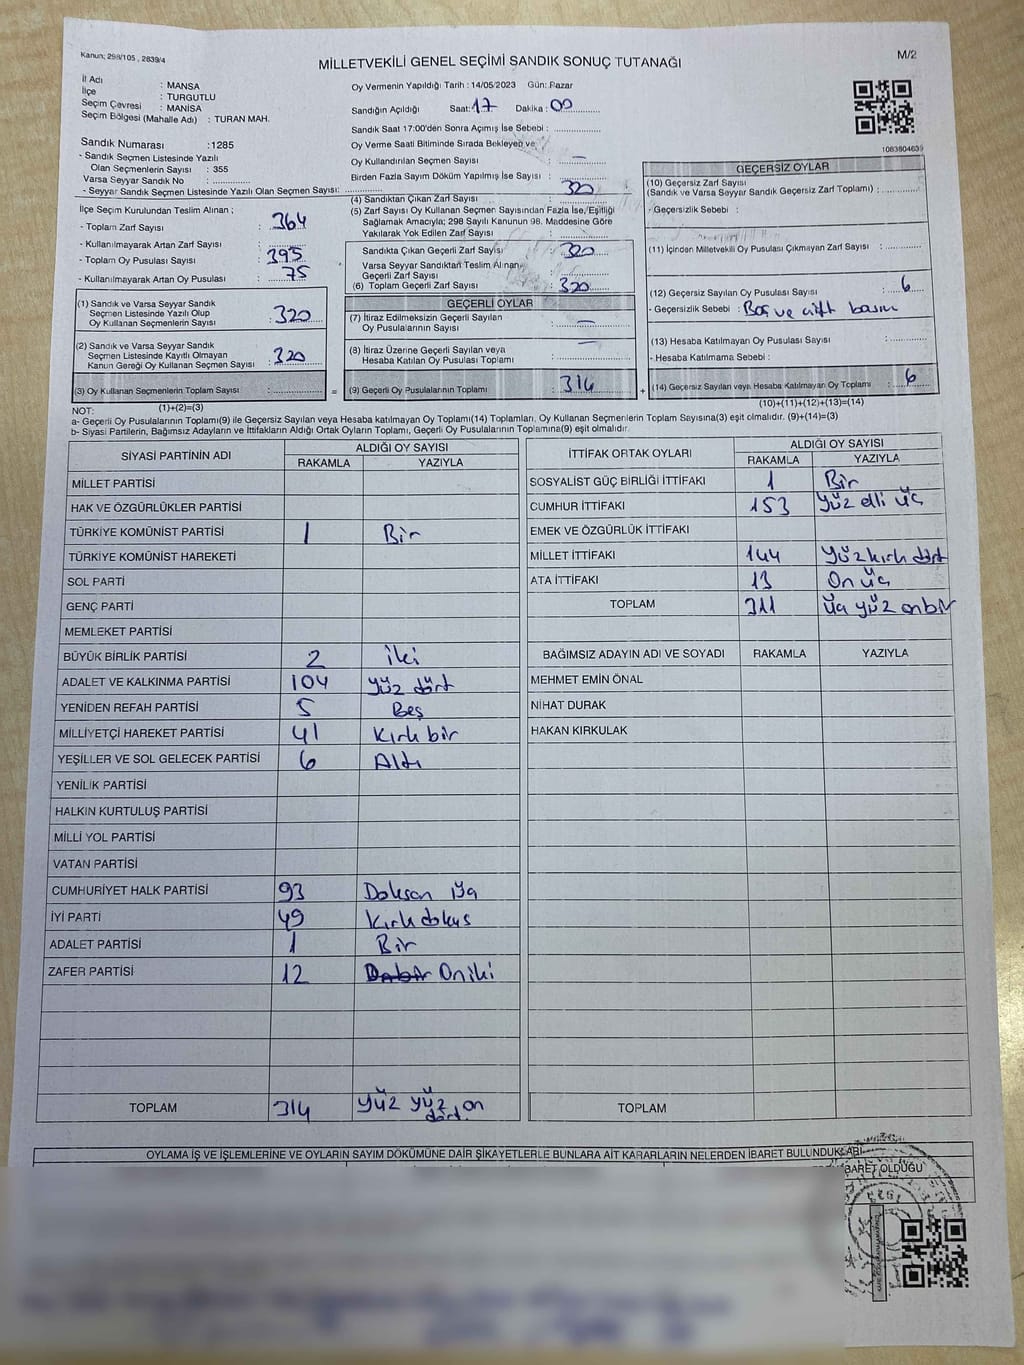 Kanun; 298/105 , 2839/4
MİLLETVEKİLİ GENEL SEÇİMİ SANDIK SONUÇ TUTANAĞI
M/2
İl Adı : MANSA
İlçe : TURGUTLU
Seçim Çevresi : MANİSA
Seçim Bölgesi (Mahalle Adı) : TURAN MAH.
Sandık Numarası :1285
- Sandık Seçmen Listesinde Yazılı
Olan Seçmenlerin Sayısı : 355
Varsa Seyyar Sandık No :
- Seyyar Sandık Seçmen Listesinde Yazılı Olan Seçmen Sayısı:
Oy Vermenin Yapıldığı Tarih : 14/05/2023 Gün: Pazar
Sandığın Açıldığı Saat: 17 Dakika : 00
Sandık Saat 17:00'den Sonra Açımış İse Sebebi :
Oy Verme Saati Bitiminde Sırada Bekleyen ve
Oy Kullandırılan Seçmen Sayısı : –
Birden Fazla Sayım Döküm Yapılmış İse Sayısı :
108380463
İlçe Seçim Kurulundan Teslim Alınan ;
- Toplam Zarf Sayısı : 364
- Kullanılmayarak Artan Zarf Sayısı :
- Toplam Oy Pusulası Sayısı : 395
- Kullanılmayarak Artan Oy Pusulası : 75
(1) Sandık ve Varsa Seyyar Sandık
Seçmen Listesinde Yazılı Olup
Oy Kullanan Seçmenlerin Sayısı : 320
(2) Sandık ve Varsa Seyyar Sandık
Seçmen Listesinde Kayıtlı Olmayan
Kanun Gereği Oy Kullanan Seçmen Sayısı : 320
(3) Oy Kullanan Seçmenlerin Toplam Sayısı :
(1)+(2)=(3)
(4) Sandıktan Çıkan Zarf Sayısı : 320
(5) Zarf Sayısı Oy Kullanan Seçmen Sayısından Fazla İse, Eşitliği
Sağlamak Amacıyla; 298 Sayılı Kanunun 98. Maddesine Göre
Yakılarak Yok Edilen Zarf Sayısı :
Sandıkta Çıkan Geçerli Zarf Sayısı : 320
Varsa Seyyar Sandıktan Teslim Alınan
Geçerli Zarf Sayısı :
(6) Toplam Geçerli Zarf Sayısı : 320
GEÇERLİ OYLAR
(7) İtiraz Edilmeksizin Geçerli Sayılan
Oy Pusulalarının Sayısı : –
(8) İtiraz Üzerine Geçerli Sayılan veya
Hesaba Katılan Oy Pusulası Toplamı :
= (9) Geçerli Oy Pusulalarının Toplamı : 314 +
GEÇERSİZ OYLAR
(10) Geçersiz Zarf Sayısı
(Sandık ve Varsa Seyyar Sandık Geçersiz Zarf Toplamı) :
- Geçersizlik Sebebi :
(11) İçinden Milletvekili Oy Pusulası Çıkmayan Zarf Sayısı :
(12) Geçersiz Sayılan Oy Pusulası Sayısı : 6
- Geçersizlik Sebebi : Boş ve çift basım
(13) Hesaba Katılmayan Oy Pusulası Sayısı :
- Hesaba Katılmama Sebebi :
(14) Geçersiz Sayılan veya Hesaba Katılmayan Oy Toplamı : 6
(10)+(11)+(12)+(13)=(14)
NOT:
a- Geçerli Oy Pusulalarının Toplamı(9) ile Geçersiz Sayılan veya Hesaba katılmayan Oy Toplamı(14) Toplamları, Oy Kullanan Seçmenlerin Toplam Sayısına(3) eşit olmalıdır. (9)+(14)=(3)
b- Siyasi Partilerin, Bağımsız Adayların ve İttifakların Aldığı Ortak Oyların Toplamı, Geçerli Oy Pusulalarının Toplamına(9) eşit olmalıdır.
SİYASİ PARTİNİN ADI
ALDIĞI OY SAYISI
RAKAMLA YAZIYLA
MİLLET PARTİSİ
HAK VE ÖZGÜRLÜKLER PARTİSİ
TÜRKİYE KOMÜNİST PARTİSİ 1 Bir
TÜRKİYE KOMÜNİST HAREKETİ
SOL PARTİ
GENÇ PARTİ
MEMLEKET PARTİSİ
BÜYÜK BİRLİK PARTİSİ 2 iki
ADALET VE KALKINMA PARTİSİ 104 yüz dört
YENİDEN REFAH PARTİSİ 5 Beş
MİLLİYETÇİ HAREKET PARTİSİ 41 Kırk bir
YEŞİLLER VE SOL GELECEK PARTİSİ 6 Altı
YENİLİK PARTİSİ
HALKIN KURTULUŞ PARTİSİ
MİLLİ YOL PARTİSİ
VATAN PARTİSİ
CUMHURİYET HALK PARTİSİ 93 Doksan üç
İYİ PARTİ 49 Kırk dokuz
ADALET PARTİSİ 1 Bir
ZAFER PARTİSİ 12 On iki
TOPLAM 314 yüz yüz on
dört
İTTİFAK ORTAK OYLARI
ALDIĞI OY SAYISI
RAKAMLA YAZIYLA
SOSYALİST GÜÇ BİRLİĞİ İTTİFAKI 1 Bir
CUMHUR İTTİFAKI 153 yüz elli üç
EMEK VE ÖZGÜRLÜK İTTİFAKI
MİLLET İTTİFAKI 144 yüz kırk dört
ATA İTTİFAKI 13 On üç
TOPLAM 311 üç yüz on bir
BAĞIMSIZ ADAYIN ADI VE SOYADI RAKAMLA YAZIYLA
MEHMET EMİN ÖNAL
NİHAT DURAK
HAKAN KIRKULAK
TOPLAM
OYLAMA İŞ VE İŞLEMLERİNE VE OYLARIN SAYIM DÖKÜMÜNE DAİR ŞİKAYETLERLE BUNLARA AİT KARARLARIN NELERDEN İBARET BULUNDUKLARI
BARET OLDUĞU